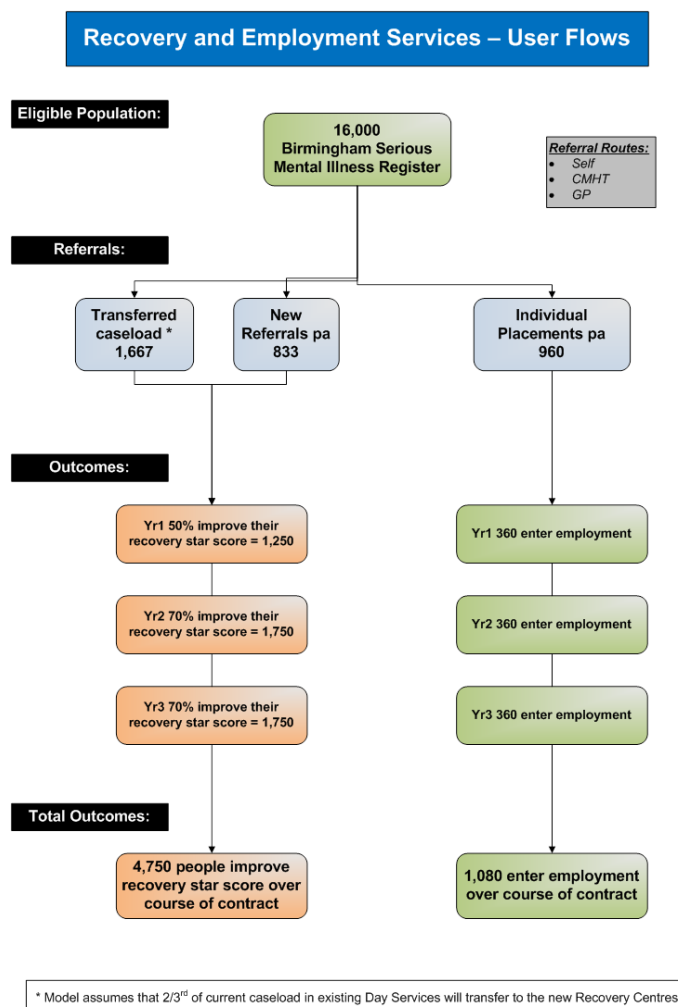 Recovery and Employment Services – User Flows
Eligible Population:
16,000
Birmingham Serious
Mental Illness Register
Referral Routes:
• Self
• CMHT
• GP
Referrals:
Transferred
caseload *
1,667
New
Referrals pa
833
Individual
Placements pa
960
Outcomes:
Yr1 50% improve their
recovery star score = 1,250
Yr1 360 enter employment
Yr2 70% improve their
recovery star score = 1,750
Yr2 360 enter employment
Yr3 70% improve their
recovery star score = 1,750
Yr3 360 enter employment
Total Outcomes:
4,750 people improve
recovery star score over
course of contract
1,080 enter employment
over course of contract
* Model assumes that 2/3rd of current caseload in existing Day Services will transfer to the new Recovery Centres